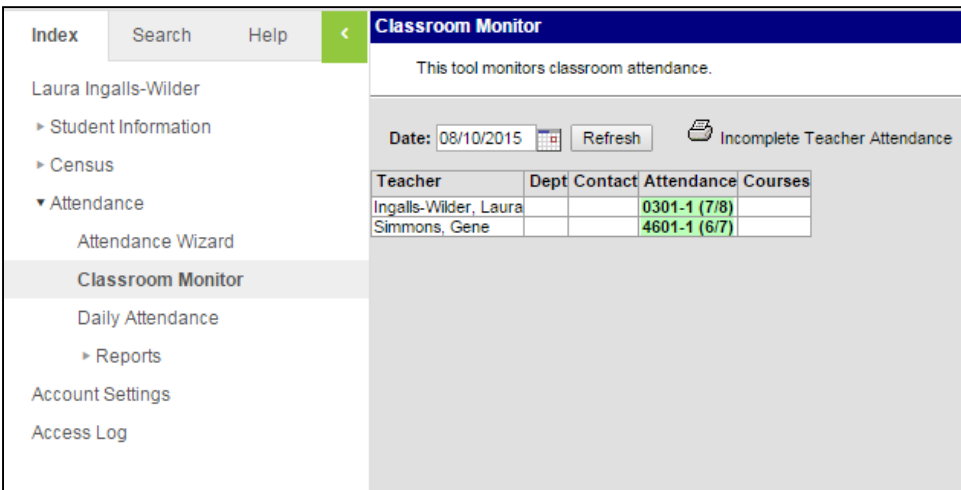 Index Search Help
Laura Ingalls-Wilder
Student Information
Census
Attendance
Attendance Wizard
Classroom Monitor
Daily Attendance
Reports
Account Settings
Access Log
Classroom Monitor
This tool monitors classroom attendance.
Date: 08/10/2015 Refresh Incomplete Teacher Attendance
Teacher Dept Contact Attendance Courses
Ingalls-Wilder, Laura 0301-1 (7/8)
Simmons, Gene 4601-1 (6/7)